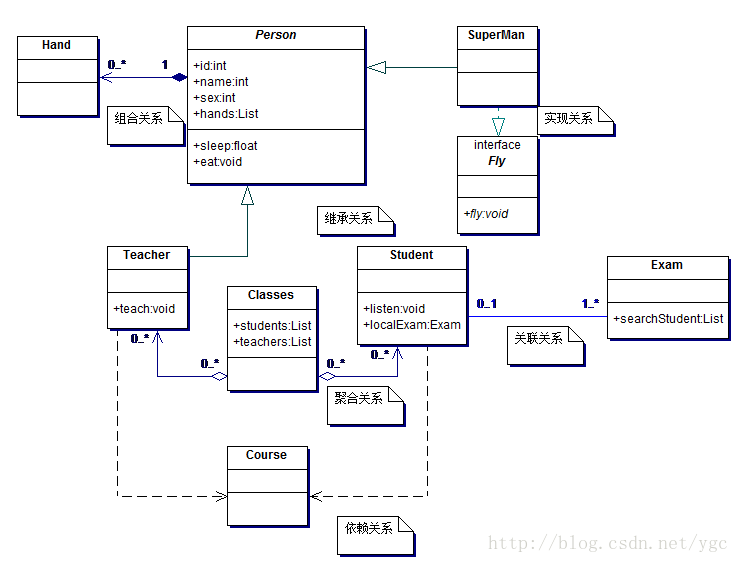 Hand
0..*
1
组合关系
Person
+id:int
+name:int
+sex:int
+hands:List
+sleep:float
+eat:void
SuperMan
实现关系
interface
Fly
+fly:void
继承关系
Teacher
+teach:void
0..*
Classes
+students:List
+teachers:List
0..*
0..*
聚合关系
Student
+listen:void
+localExam:Exam
0..*
0..1
1..*
关联关系
Exam
+searchStudent:List
Course
依赖关系
http://blog.csdn.net/ygc